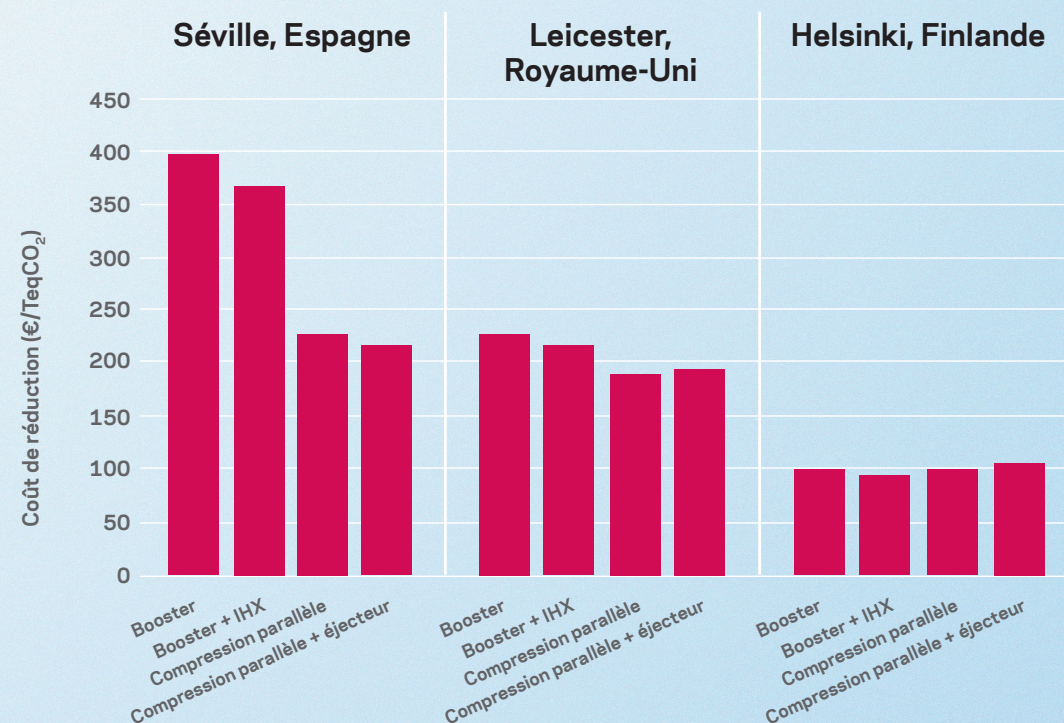 Séville, Espagne
Leicester,
Royaume-Uni
Helsinki, Finlande
Coût de réduction (€/TeqCO₂)
450
400
350
300
250
200
150
100
50
0
Booster
Booster + IHX
Compression parallèle
Compression parallèle + éjecteur
Booster
Booster + IHX
Compression parallèle
Compression parallèle + éjecteur
Booster
Booster + IHX
Compression parallèle
Compression parallèle + éjecteur